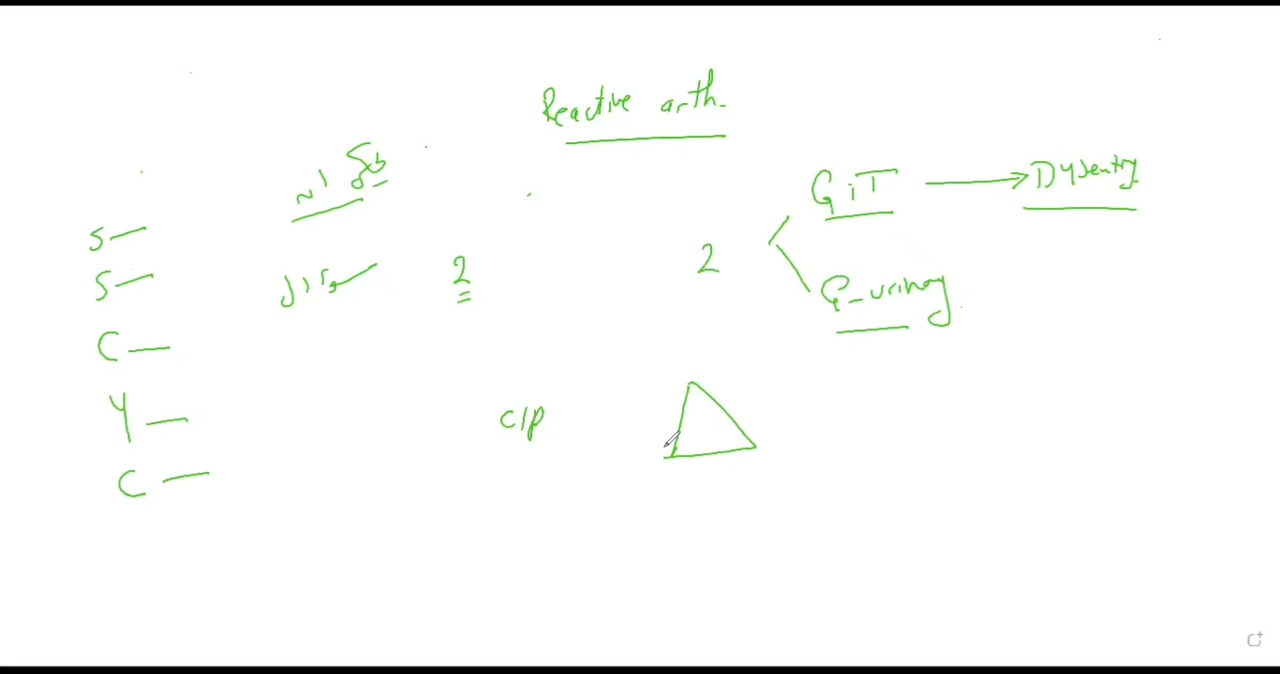 Reactive arth.
GiT → Dysentry
S —
S —
2
2
G-urinary
C —
Y —
c/p
C —